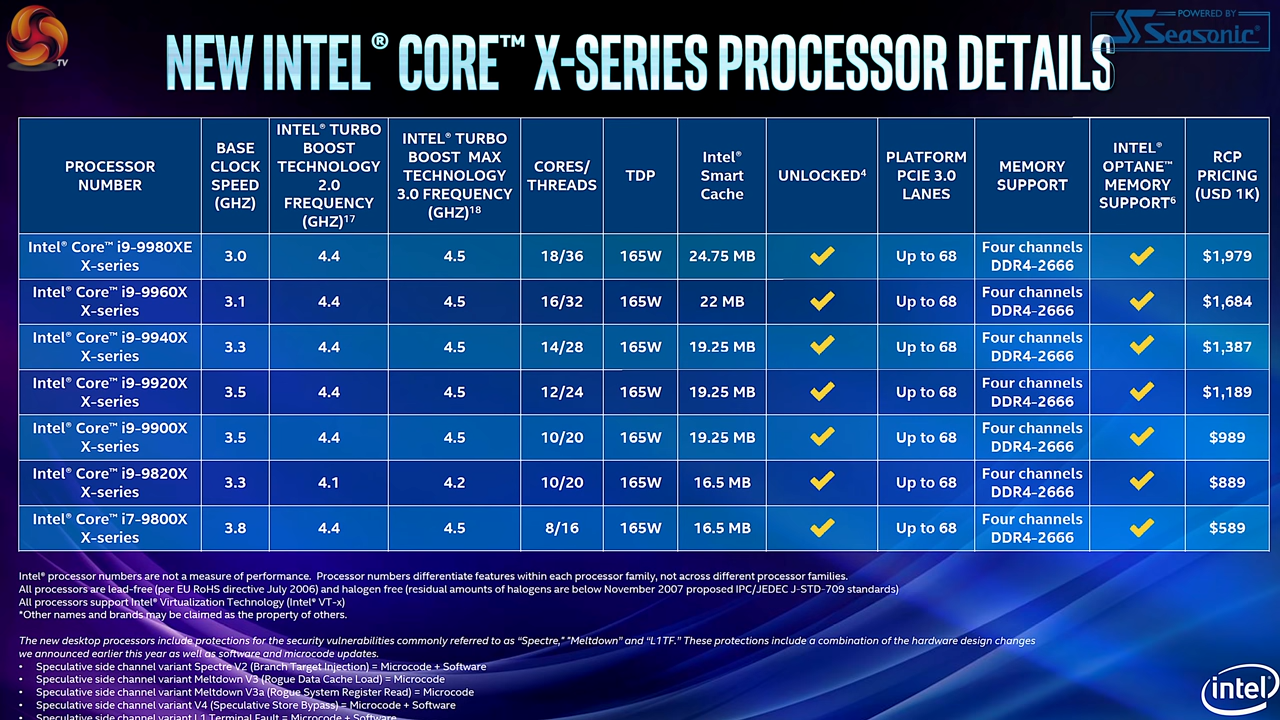 POWERED BY
Seasonic®
TV
NEW INTEL® CORE™ X-SERIES PROCESSOR DETAILS
PROCESSOR
NUMBER
BASE
CLOCK
SPEED
(GHZ)
INTEL® TURBO
BOOST
TECHNOLOGY
2.0
FREQUENCY
(GHZ)17
INTEL® TURBO
BOOST MAX
TECHNOLOGY
3.0 FREQUENCY
(GHZ)18
CORES/
THREADS
TDP
Intel®
Smart
Cache
UNLOCKED4
PLATFORM
PCIE 3.0
LANES
MEMORY
SUPPORT
INTEL®
OPTANE™
MEMORY
SUPPORT6
RCP
PRICING
(USD 1K)
Intel® Core™ i9-9980XE
X-series
3.0
4.4
4.5
18/36
165W
24.75 MB
Up to 68
Four channels
DDR4-2666
$1,979
Intel® Core™ i9-9960X
X-series
3.1
4.4
4.5
16/32
165W
22 MB
Up to 68
Four channels
DDR4-2666
$1,684
Intel® Core™ i9-9940X
X-series
3.3
4.4
4.5
14/28
165W
19.25 MB
Up to 68
Four channels
DDR4-2666
$1,387
Intel® Core™ i9-9920X
X-series
3.5
4.4
4.5
12/24
165W
19.25 MB
Up to 68
Four channels
DDR4-2666
$1,189
Intel® Core™ i9-9900X
X-series
3.5
4.4
4.5
10/20
165W
19.25 MB
Up to 68
Four channels
DDR4-2666
$989
Intel® Core™ i9-9820X
X-series
3.3
4.1
4.2
10/20
165W
16.5 MB
Up to 68
Four channels
DDR4-2666
$889
Intel® Core™ i7-9800X
X-series
3.8
4.4
4.5
8/16
165W
16.5 MB
Up to 68
Four channels
DDR4-2666
$589
Intel® processor numbers are not a measure of performance. Processor numbers differentiate features within each processor family, not across different processor families.
All processors are lead-free (per EU RoHS directive July 2006) and halogen free (residual amounts of halogens are below November 2007 proposed IPC/JEDEC J-STD-709 standards)
All processors support Intel® Virtualization Technology (Intel® VT-x)
*Other names and brands may be claimed as the property of others.
The new desktop processors include protections for the security vulnerabilities commonly referred to as “Spectre,” “Meltdown” and “L1TF.” These protections include a combination of the hardware design changes
we announced earlier this year as well as software and microcode updates.
• Speculative side channel variant Spectre V2 (Branch Target Injection) = Microcode + Software
• Speculative side channel variant Meltdown V3 (Rogue Data Cache Load) = Microcode
• Speculative side channel variant Meltdown V3a (Rogue System Register Read) = Microcode
• Speculative side channel variant V4 (Speculative Store Bypass) = Microcode + Software
• Speculative side channel variant L1 Terminal Fault = Microcode + Software
intel®